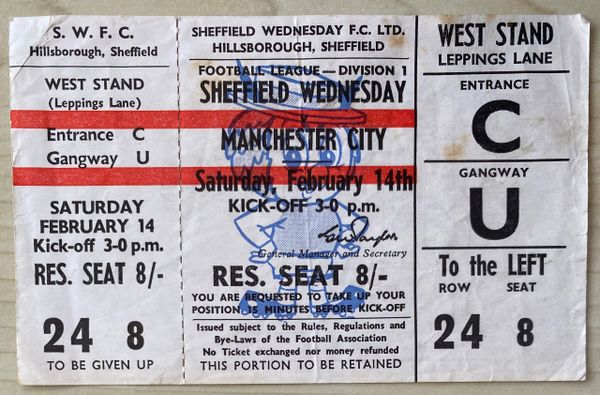 S. W. F. C.
Hillsborough, Sheffield
WEST STAND
(Leppings Lane)
Entrance C
Gangway U
SATURDAY
FEBRUARY 14
Kick-off 3-0 p.m.
RES. SEAT 8/-
24 8
TO BE GIVEN UP
SHEFFIELD WEDNESDAY F.C. LTD.
HILLSBOROUGH, SHEFFIELD
FOOTBALL LEAGUE—DIVISION 1
SHEFFIELD WEDNESDAY
v
MANCHESTER CITY
Saturday, February 14th
KICK-OFF 3-0 p.m.
General Manager and Secretary
RES. SEAT 8/-
YOU ARE REQUESTED TO TAKE UP YOUR
POSITION 15 MINUTES BEFORE KICK-OFF
Issued subject to the Rules, Regulations and
Bye-Laws of the Football Association
No Ticket exchanged nor money refunded
THIS PORTION TO BE RETAINED
WEST STAND
LEPPINGS LANE
ENTRANCE
C
GANGWAY
U
To the LEFT
ROW SEAT
24 8